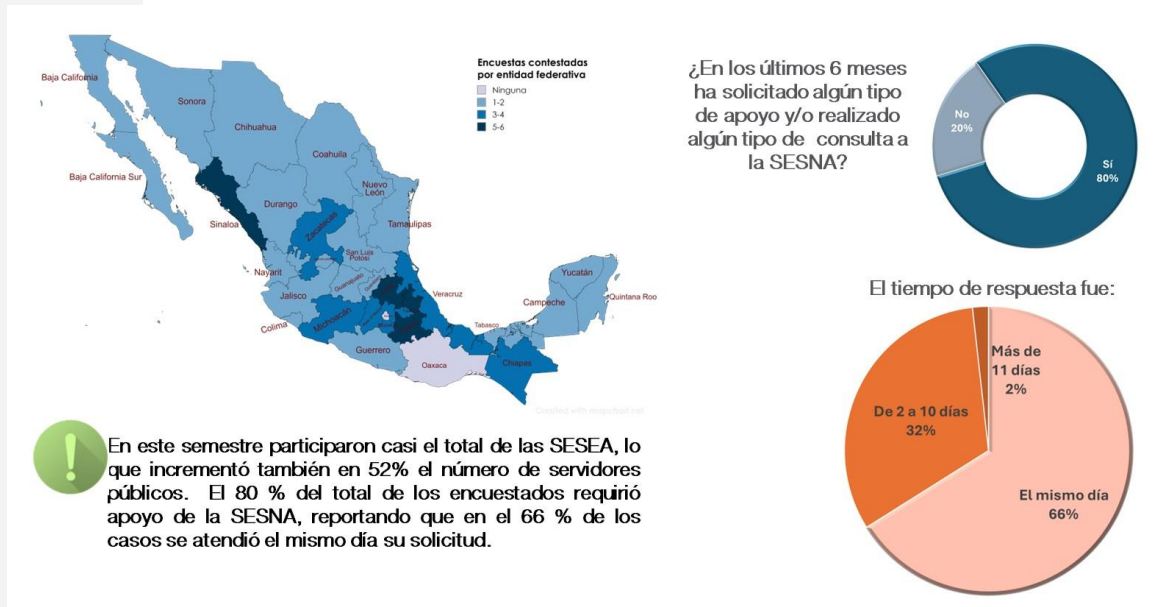 Encuestas contestadas
por entidad federativa
Ninguna
1-2
3-4
5-6
Baja California
Sonora
Chihuahua
Coahuila
Baja California Sur
Nuevo
León
Durango
Sinaloa
Zacatecas
Tamaulipas
San Luis
Potosí
Nayarit
Guanajuato
Jalisco
Veracruz
Yucatán
Campeche
Quintana Roo
Colima
Michoacán
Tabasco
Guerrero
Oaxaca
Chiapas
Created with mapchart.net
¿En los últimos 6 meses
ha solicitado algún tipo
de apoyo y/o realizado
algún tipo de consulta a
la SESNA?
No
20%
Sí
80%
El tiempo de respuesta fue:
Más de
11 días
2%
De 2 a 10 días
32%
El mismo día
66%
En este semestre participaron casi el total de las SESEA, lo
que incrementó también en 52% el número de servidores
públicos. El 80 % del total de los encuestados requirió
apoyo de la SESNA, reportando que en el 66 % de los
casos se atendió el mismo día su solicitud.